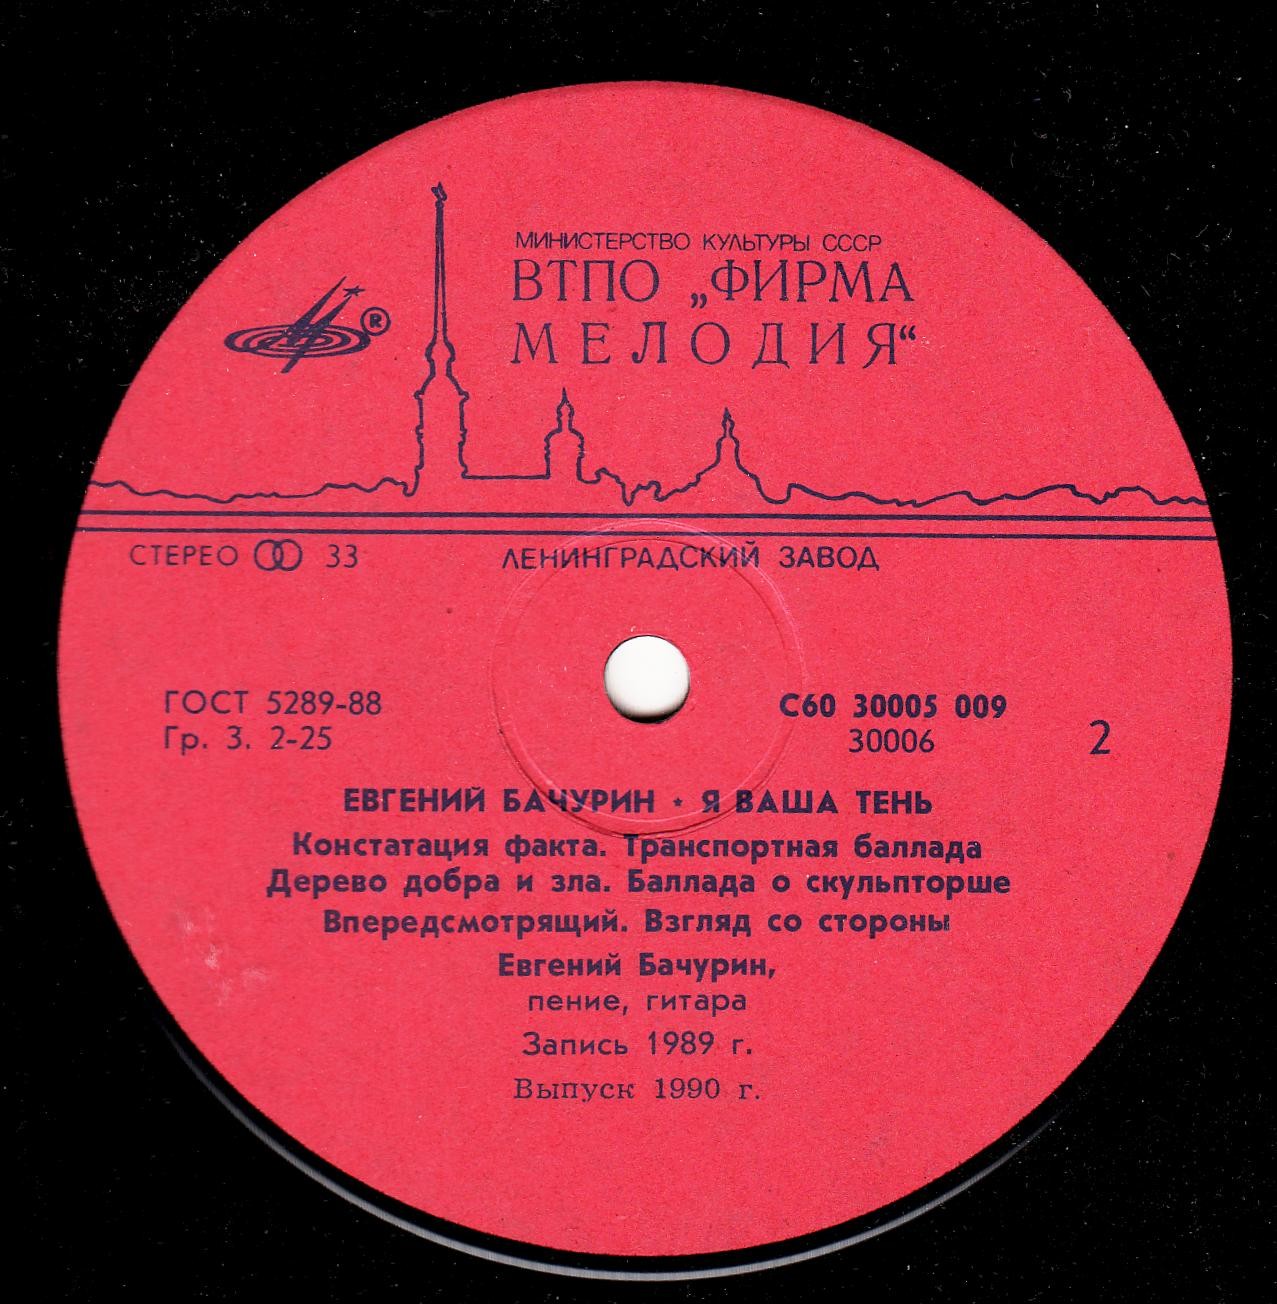 МИНИСТЕРСТВО КУЛЬТУРЫ СССР
ВТПО „ФИРМА
МЕЛОДИЯ“
®
СТЕРЕО 33
ЛЕНИНГРАДСКИЙ ЗАВОД
ГОСТ 5289-88
Гр. 3. 2-25
С60 30005 009
30006
2
ЕВГЕНИЙ БАЧУРИН ⋆ Я ВАША ТЕНЬ
Констатация факта. Транспортная баллада
Дерево добра и зла. Баллада о скульпторше
Впередсмотрящий. Взгляд со стороны
Евгений Бачурин,
пение, гитара
Запись 1989 г.
Выпуск 1990 г.